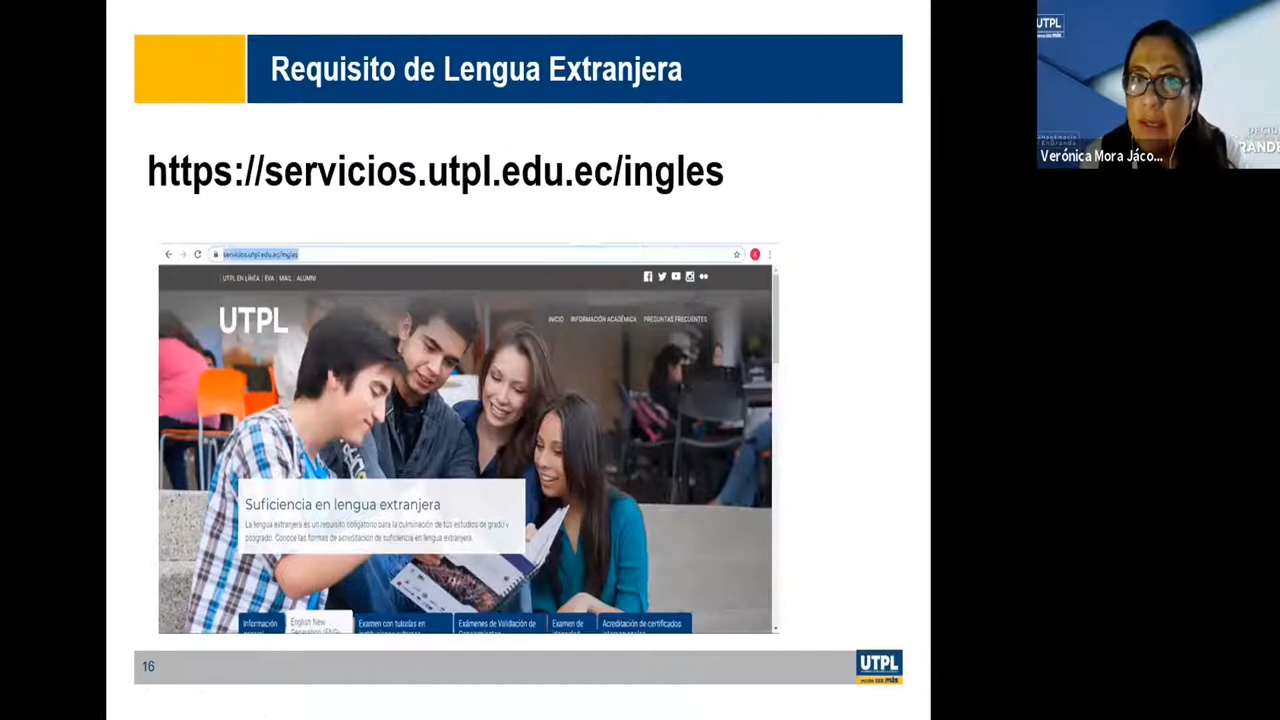 Requisito de Lengua Extranjera
https://servicios.utpl.edu.ec/ingles
servicios.utpl.edu.ec/ingles
UTPL EN LÍNEA | EVA | MAIL | ALUMNI
UTPL
INICIO INFORMACIÓN ACADÉMICA PREGUNTAS FRECUENTES
Suficiencia en lengua extranjera
La lengua extranjera es un requisito obligatorio para la culminación de tus estudios de grado y
posgrado. Conoce las formas de acreditación de suficiencia en lengua extranjera.
Información English New Examen con tutorías en Exámenes de Validación de Examen de Acreditación de certificados
16
UTPL
UTPL
Verónica Mora Jáco...